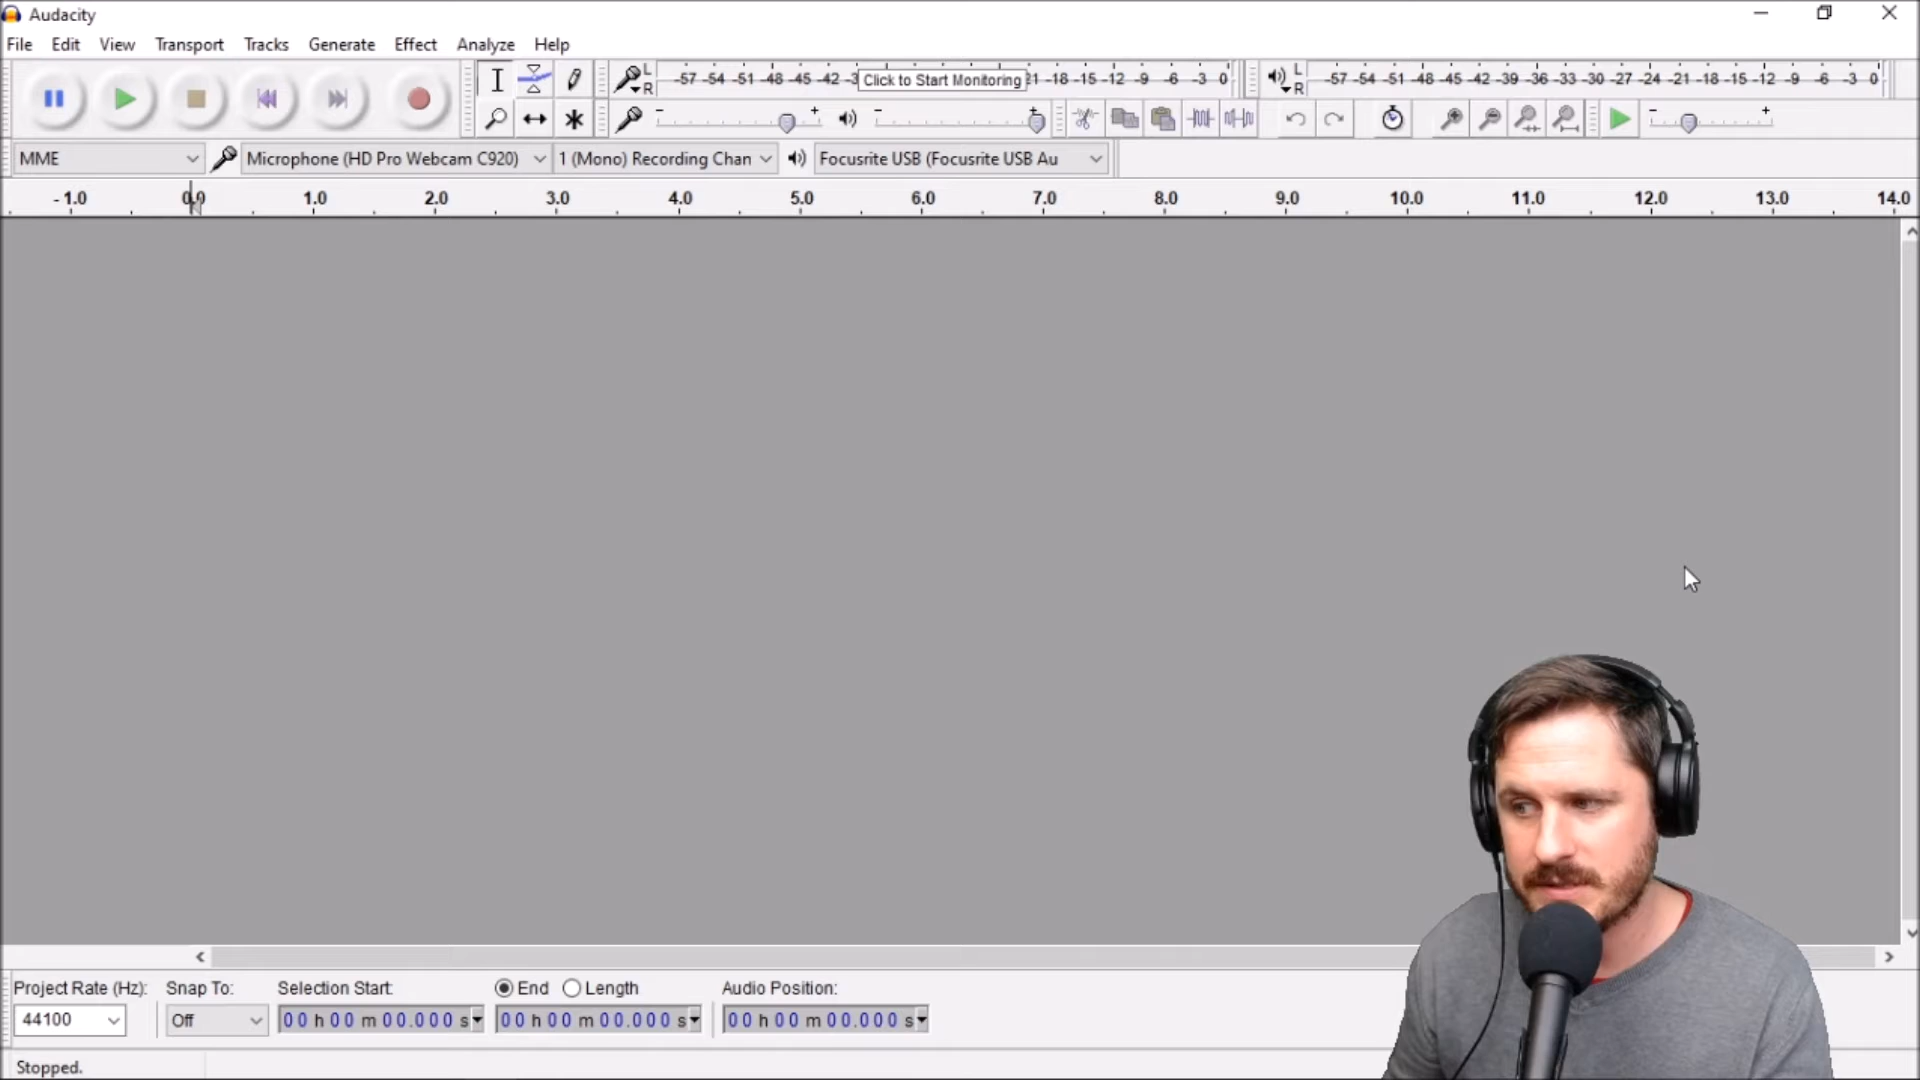 Audacity
File Edit View Transport Tracks Generate Effect Analyze Help
L R -57 -54 -51 -48 -45 -42 -3 Click to Start Monitoring 21 -18 -15 -12 -9 -6 -3 0 L R -57 -54 -51 -48 -45 -42 -39 -36 -33 -30 -27 -24 -21 -18 -15 -12 -9 -6 -3 0
- + - + - +
MME Microphone (HD Pro Webcam C920) 1 (Mono) Recording Chan Focusrite USB (Focusrite USB Au
-1.0 0.0 1.0 2.0 3.0 4.0 5.0 6.0 7.0 8.0 9.0 10.0 11.0 12.0 13.0 14.0
Project Rate (Hz): Snap To: Selection Start: End Length Audio Position:
44100 Off 00 h 00 m 00.000 s 00 h 00 m 00.000 s 00 h 00 m 00.000 s
Stopped.